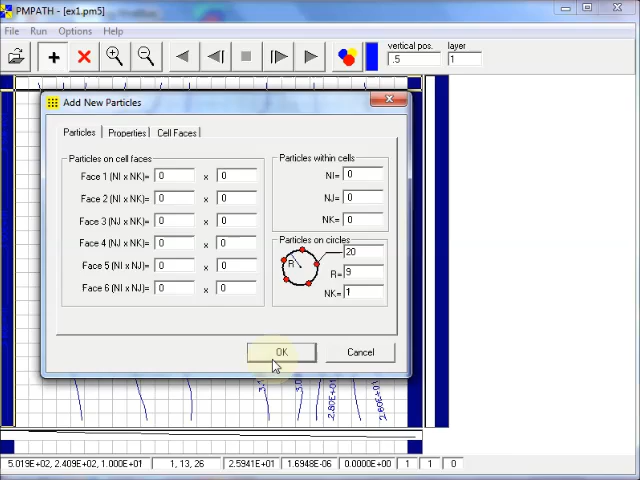 PMPATH - [ex1.pm5]
File Run Options Help
vertical pos. layer
.5 1
Add New Particles
Particles Properties Cell Faces
Particles on cell faces
Face 1 (NI x NK)= 0 x 0
Face 2 (NI x NK)= 0 x 0
Face 3 (NJ x NK)= 0 x 0
Face 4 (NJ x NK)= 0 x 0
Face 5 (NI x NJ)= 0 x 0
Face 6 (NI x NJ)= 0 x 0
Particles within cells
NI= 0
NJ= 0
NK= 0
Particles on circles
20
R
R= 9
NK= 1
OK Cancel
2.80E+01
5.019E+02, 2.409E+02, 1.000E+01 1, 13, 26 2.5941E+01 1.6948E-06 0.0000E+00 1 1 0